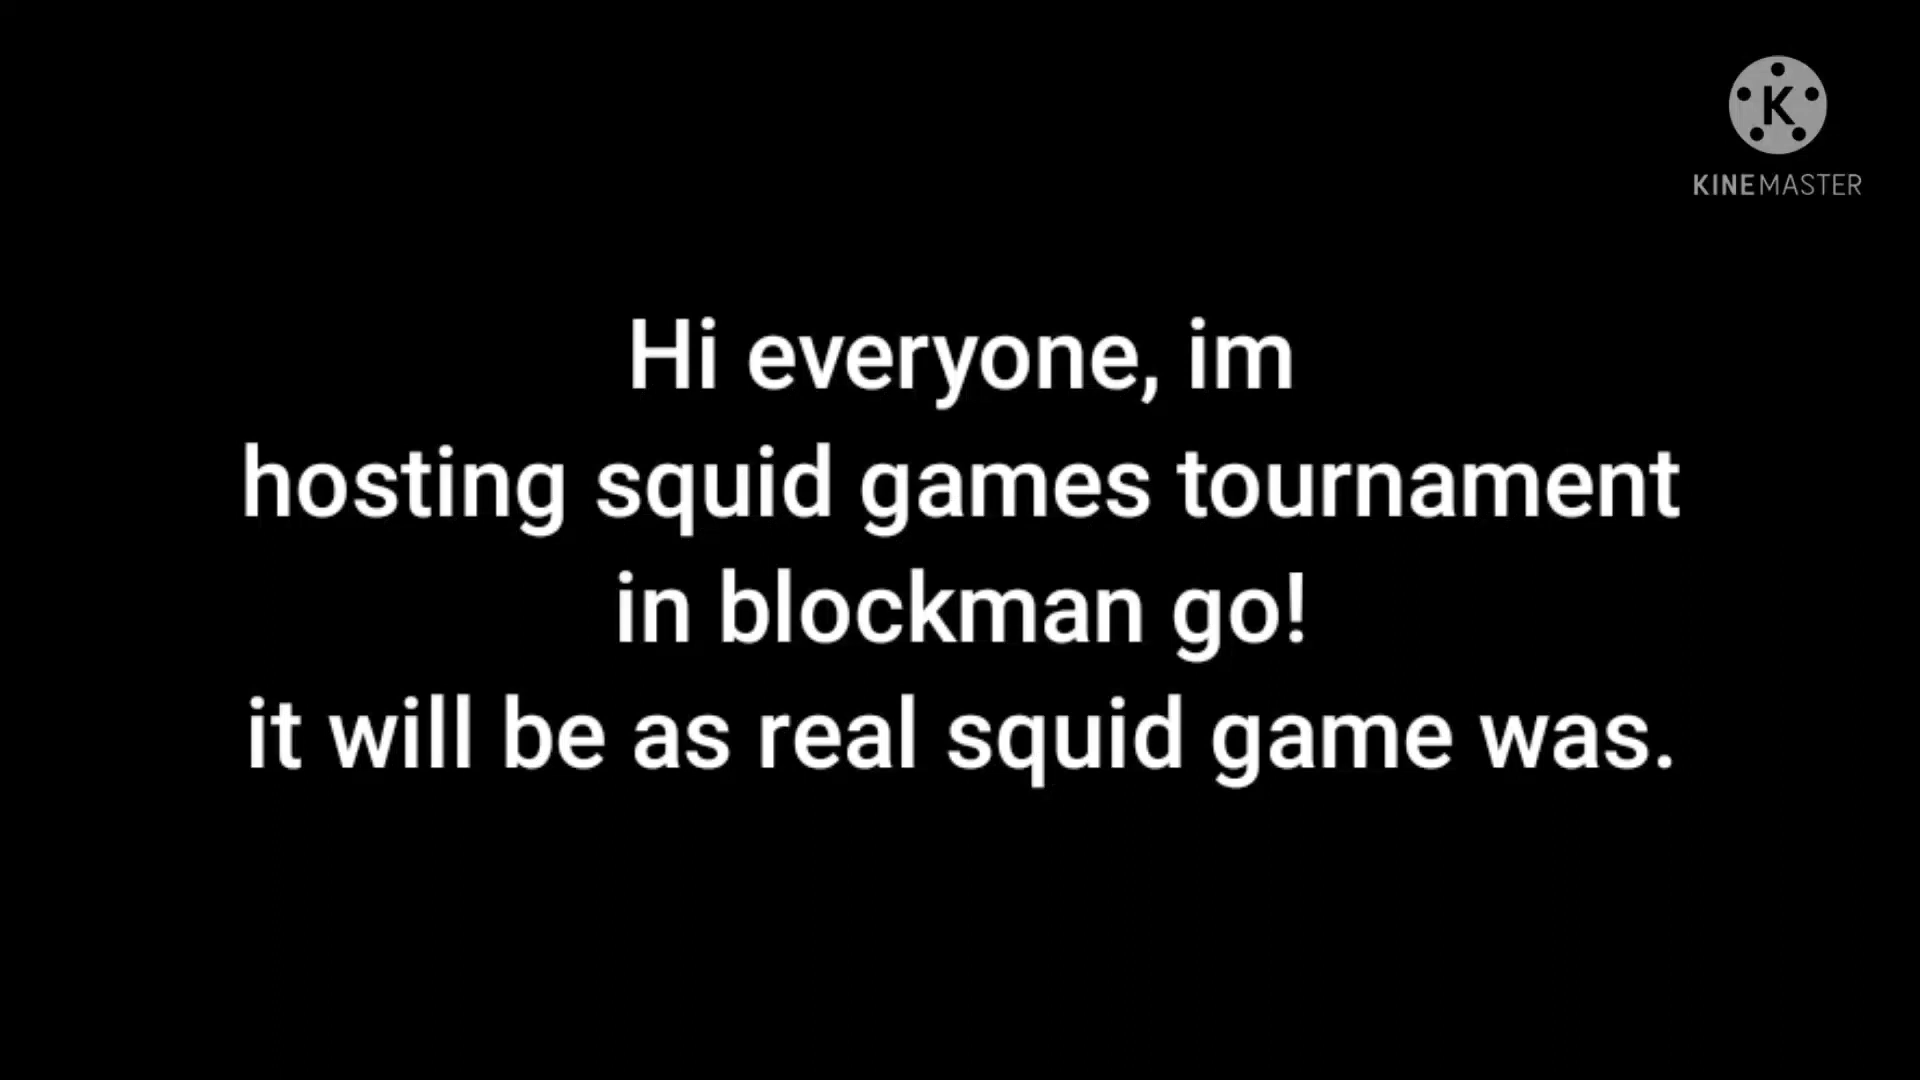 K
KINEMASTER
Hi everyone, im
hosting squid games tournament
in blockman go!
it will be as real squid game was.